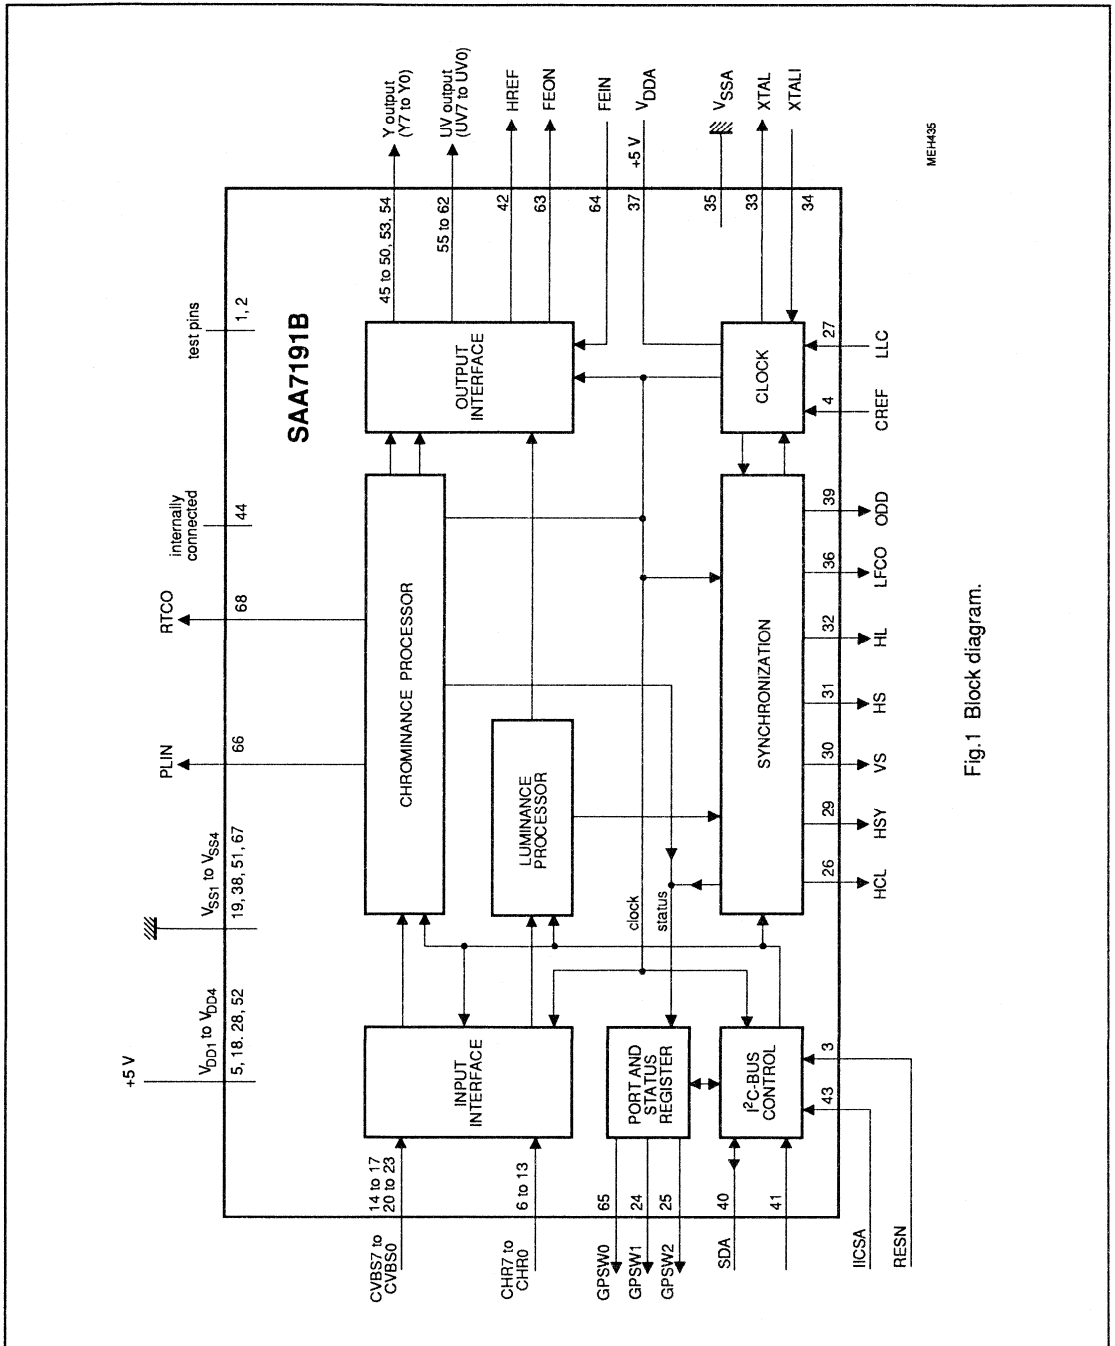 +5 V
V_DD1 to V_DD4
5, 18. 28, 52
V_SS1 to V_SS4
19, 38, 51, 67
PLIN
66
RTCO
68
internally
connected
44
test pins
1, 2
SAA7191B
CVBS7 to
CVBS0
14 to 17
20 to 23
CHR7 to
CHR0
6 to 13
INPUT
INTERFACE
CHROMINANCE PROCESSOR
LUMINANCE
PROCESSOR
OUTPUT
INTERFACE
45 to 50, 53, 54
Y output
(Y7 to Y0)
55 to 62
UV output
(UV7 to UV0)
42
HREF
63
FEON
64
FEIN
37
+5 V
V_DDA
35
V_SSA
33
XTAL
34
XTALI
clock
status
GPSW0
65
GPSW1
24
GPSW2
25
PORT AND
STATUS
REGISTER
SDA
40
41
I²C-BUS
CONTROL
SYNCHRONIZATION
CLOCK
43
3
26
29
30
31
32
36
39
4
27
IICSA
RESN
HCL
HSY
VS
HS
HL
LFCO
ODD
CREF
LLC
MEH435
Fig.1 Block diagram.